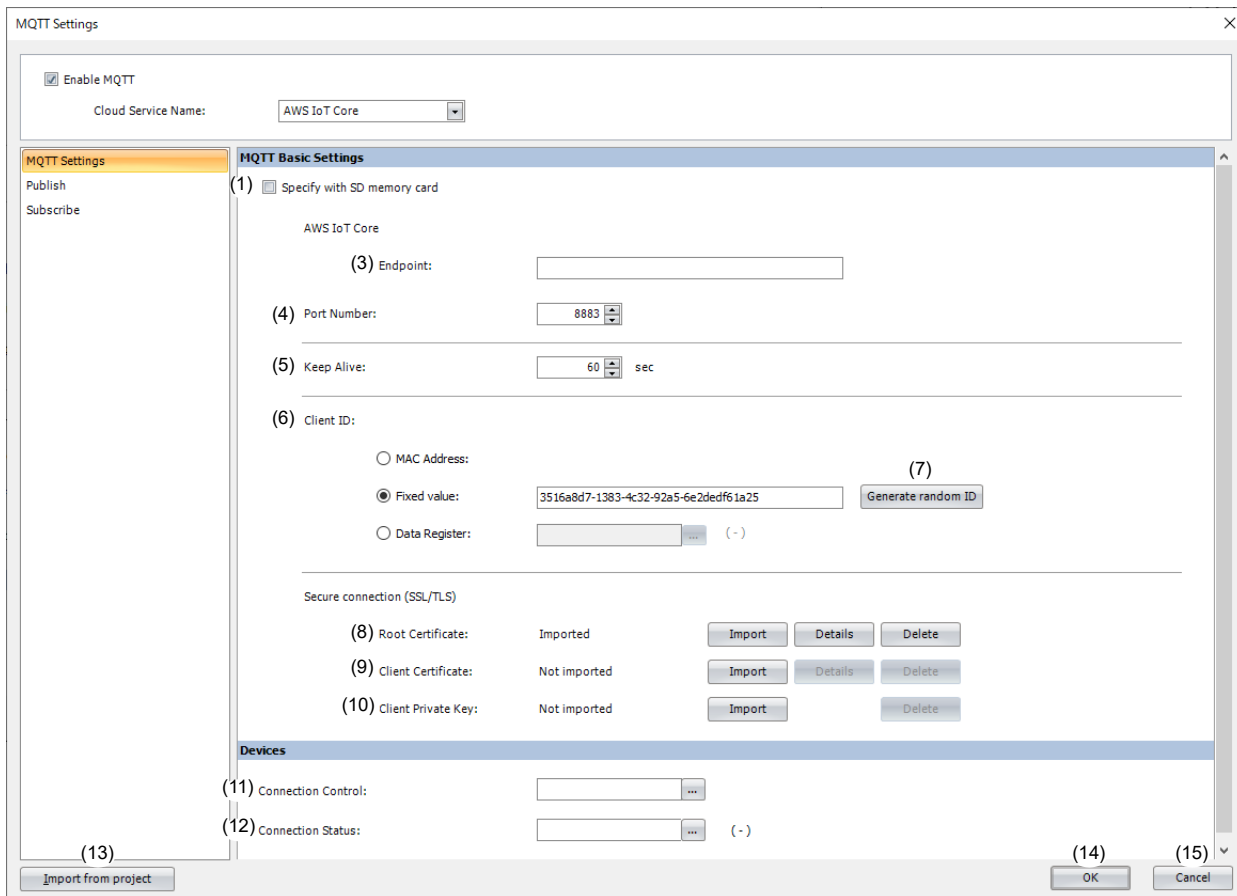 MQTT Settings
Enable MQTT
Cloud Service Name: AWS IoT Core
MQTT Settings
Publish
Subscribe
MQTT Basic Settings
(1) Specify with SD memory card
AWS IoT Core
(3) Endpoint:
(4) Port Number: 8883
(5) Keep Alive: 60 sec
(6) Client ID:
MAC Address:
(7)
Fixed value: 3516a8d7-1383-4c32-92a5-6e2dedf61a25 Generate random ID
Data Register: ... (-)
Secure connection (SSL/TLS)
(8) Root Certificate: Imported Import Details Delete
(9) Client Certificate: Not imported Import Details Delete
(10) Client Private Key: Not imported Import Delete
Devices
(11) Connection Control: ...
(12) Connection Status: ... (-)
(13) (14) (15)
Import from project OK Cancel